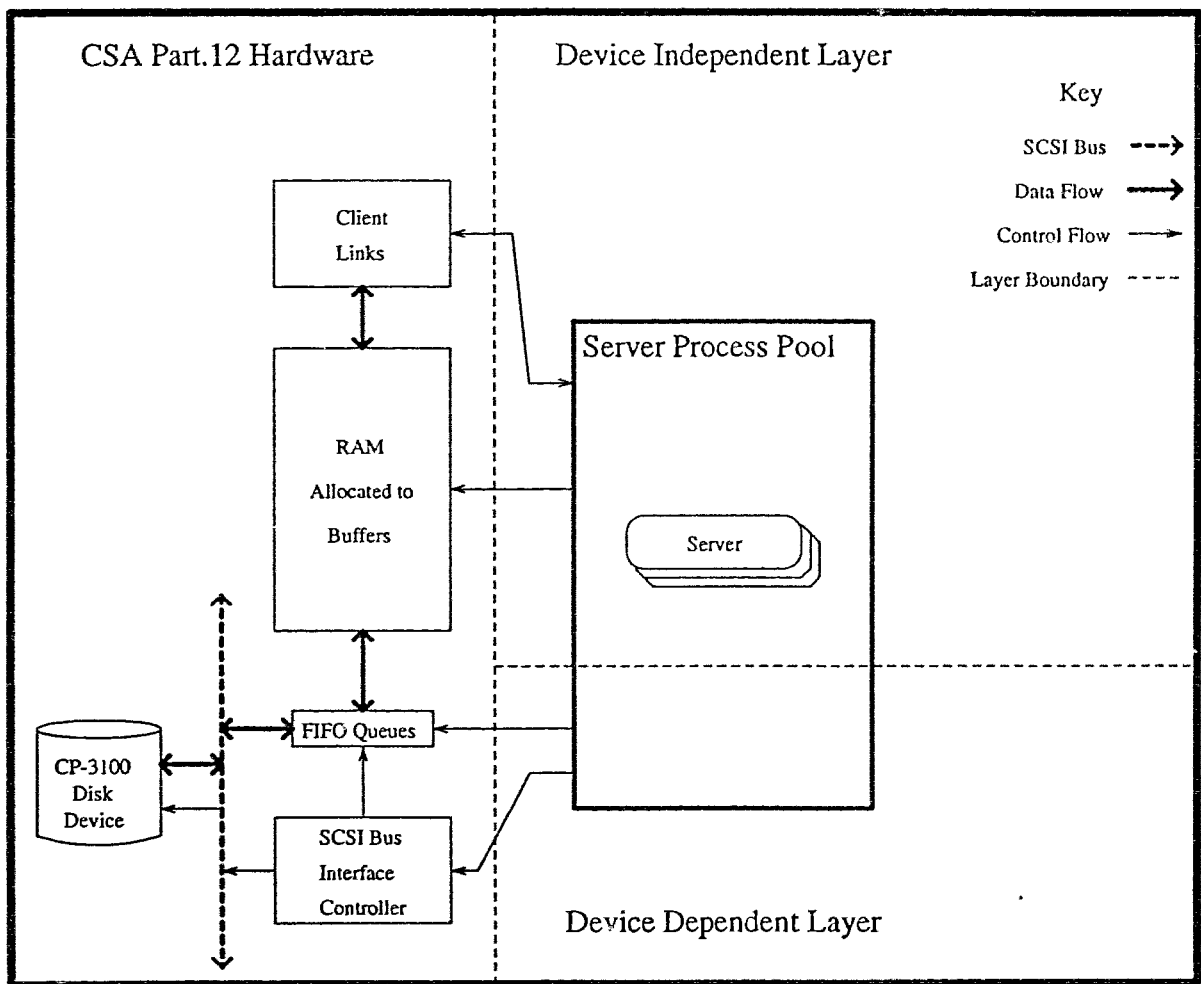 CSA Part.12 Hardware
Device Independent Layer
Key
SCSI Bus
Data Flow
Control Flow
Layer Boundary
Client
Links
Server Process Pool
RAM
Allocated to
Buffers
Server
FIFO Queues
CP-3100
Disk
Device
SCSI Bus
Interface
Controller
Device Dependent Layer